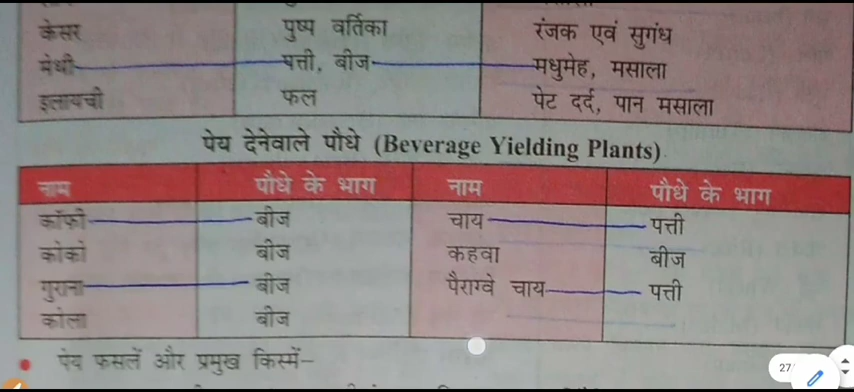 केसर पुष्प वर्तिका रंजक एवं सुगंध
मेथी पत्ती, बीज मधुमेह, मसाला
इलायची फल पेट दर्द, पान मसाला
पेय देनेवाले पौधे (Beverage Yielding Plants)
नाम पौधे के भाग नाम पौधे के भाग
कॉफी बीज चाय पत्ती
कोको बीज कहवा बीज
गुराना बीज पैराग्वे चाय पत्ती
कोला बीज
• पेय फसलें और प्रमुख किस्में–
27/